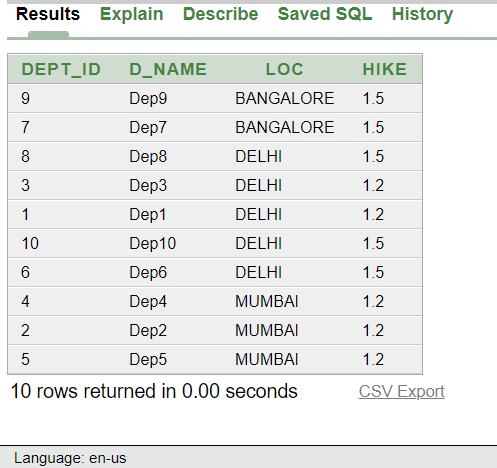 Results Explain Describe Saved SQL History
DEPT_ID D_NAME LOC HIKE
9 Dep9 BANGALORE 1.5
7 Dep7 BANGALORE 1.5
8 Dep8 DELHI 1.5
3 Dep3 DELHI 1.2
1 Dep1 DELHI 1.2
10 Dep10 DELHI 1.5
6 Dep6 DELHI 1.5
4 Dep4 MUMBAI 1.2
2 Dep2 MUMBAI 1.2
5 Dep5 MUMBAI 1.2
10 rows returned in 0.00 seconds CSV Export
Language: en-us